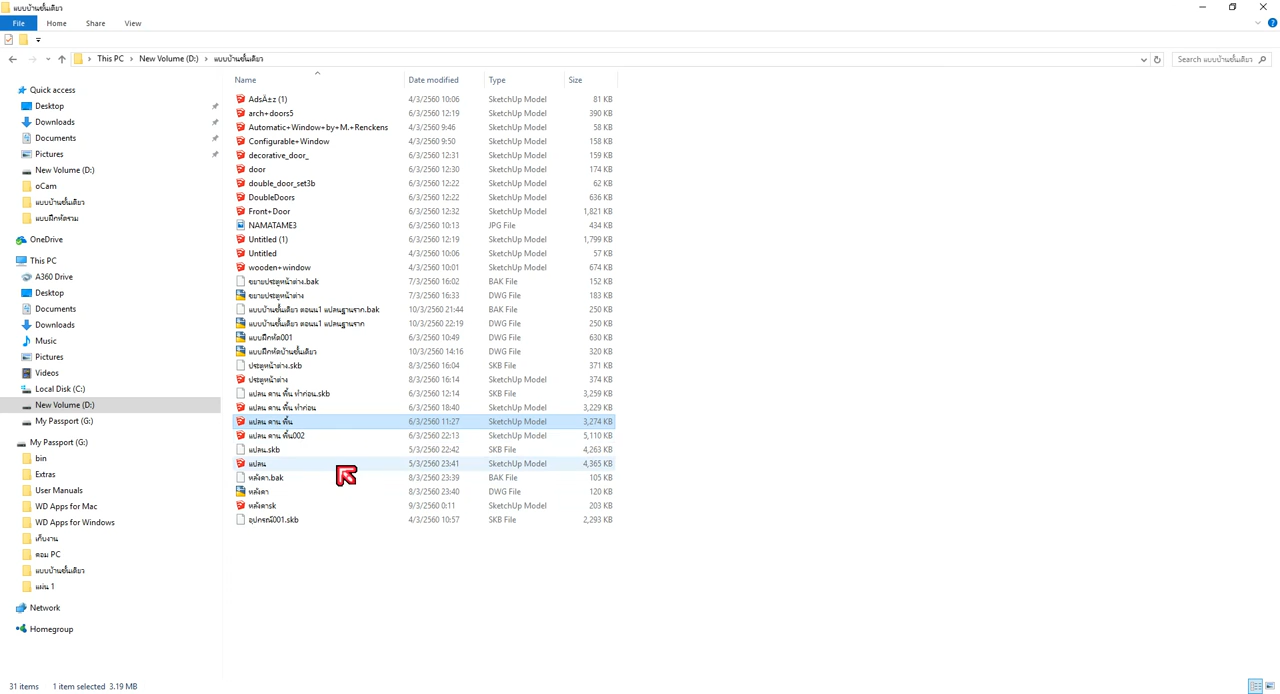 แบบบ้านชั้นเดียว
File Home Share View
This PC New Volume (D:) แบบบ้านชั้นเดียว Search แบบบ้านชั้นเดียว
Name Date modified Type Size
Quick access
Desktop
Downloads
Documents
Pictures
New Volume (D:)
oCam
แบบบ้านชั้นเดียว
แบบฝึกหัดรวม
OneDrive
This PC
A360 Drive
Desktop
Documents
Downloads
Music
Pictures
Videos
Local Disk (C:)
New Volume (D:)
My Passport (G:)
My Passport (G:)
bin
Extras
User Manuals
WD Apps for Mac
WD Apps for Windows
เก็บงาน
คอม PC
แบบบ้านชั้นเดียว
แผ่น 1
Network
Homegroup
AdsÄ±z (1) 4/3/2560 10:06 SketchUp Model 81 KB
arch+doors5 6/3/2560 12:19 SketchUp Model 390 KB
Automatic+Window+by+M.+Renckens 4/3/2560 9:46 SketchUp Model 58 KB
Configurable+Window 4/3/2560 9:50 SketchUp Model 158 KB
decorative_door_ 6/3/2560 12:31 SketchUp Model 159 KB
door 6/3/2560 12:30 SketchUp Model 174 KB
double_door_set3b 6/3/2560 12:22 SketchUp Model 62 KB
DoubleDoors 6/3/2560 12:22 SketchUp Model 636 KB
Front+Door 6/3/2560 12:32 SketchUp Model 1,821 KB
NAMATAME3 6/3/2560 10:13 JPG File 434 KB
Untitled (1) 6/3/2560 12:19 SketchUp Model 1,799 KB
Untitled 4/3/2560 10:06 SketchUp Model 57 KB
wooden+window 4/3/2560 10:01 SketchUp Model 674 KB
ขยายประตูหน้าต่าง.bak 7/3/2560 16:02 BAK File 152 KB
ขยายประตูหน้าต่าง 7/3/2560 16:33 DWG File 183 KB
แบบบ้านชั้นเดียว ตอนน1 แปลนฐานราก.bak 10/3/2560 21:44 BAK File 250 KB
แบบบ้านชั้นเดียว ตอนน1 แปลนฐานราก 10/3/2560 22:19 DWG File 250 KB
แบบฝึกหัด001 6/3/2560 10:49 DWG File 630 KB
แบบฝึกหัดบ้านชั้นเดียว 10/3/2560 14:16 DWG File 320 KB
ประตูหน้าต่าง.skb 8/3/2560 16:04 SKB File 371 KB
ประตูหน้าต่าง 8/3/2560 16:14 SketchUp Model 374 KB
แปลน คาน พื้น ทำก่อน.skb 6/3/2560 12:14 SKB File 3,259 KB
แปลน คาน พื้น ทำก่อน 6/3/2560 18:40 SketchUp Model 3,229 KB
แปลน คาน พื้น 6/3/2560 11:27 SketchUp Model 3,274 KB
แปลน คาน พื้น002 6/3/2560 22:13 SketchUp Model 5,110 KB
แปลน.skb 5/3/2560 22:42 SKB File 4,263 KB
แปลน 5/3/2560 23:41 SketchUp Model 4,365 KB
หลังคา.bak 8/3/2560 23:39 BAK File 105 KB
หลังคา 8/3/2560 23:40 DWG File 120 KB
หลังคาsk 9/3/2560 0:11 SketchUp Model 203 KB
อุปกรณ์001.skb 4/3/2560 10:57 SKB File 2,293 KB
31 items 1 item selected 3.19 MB